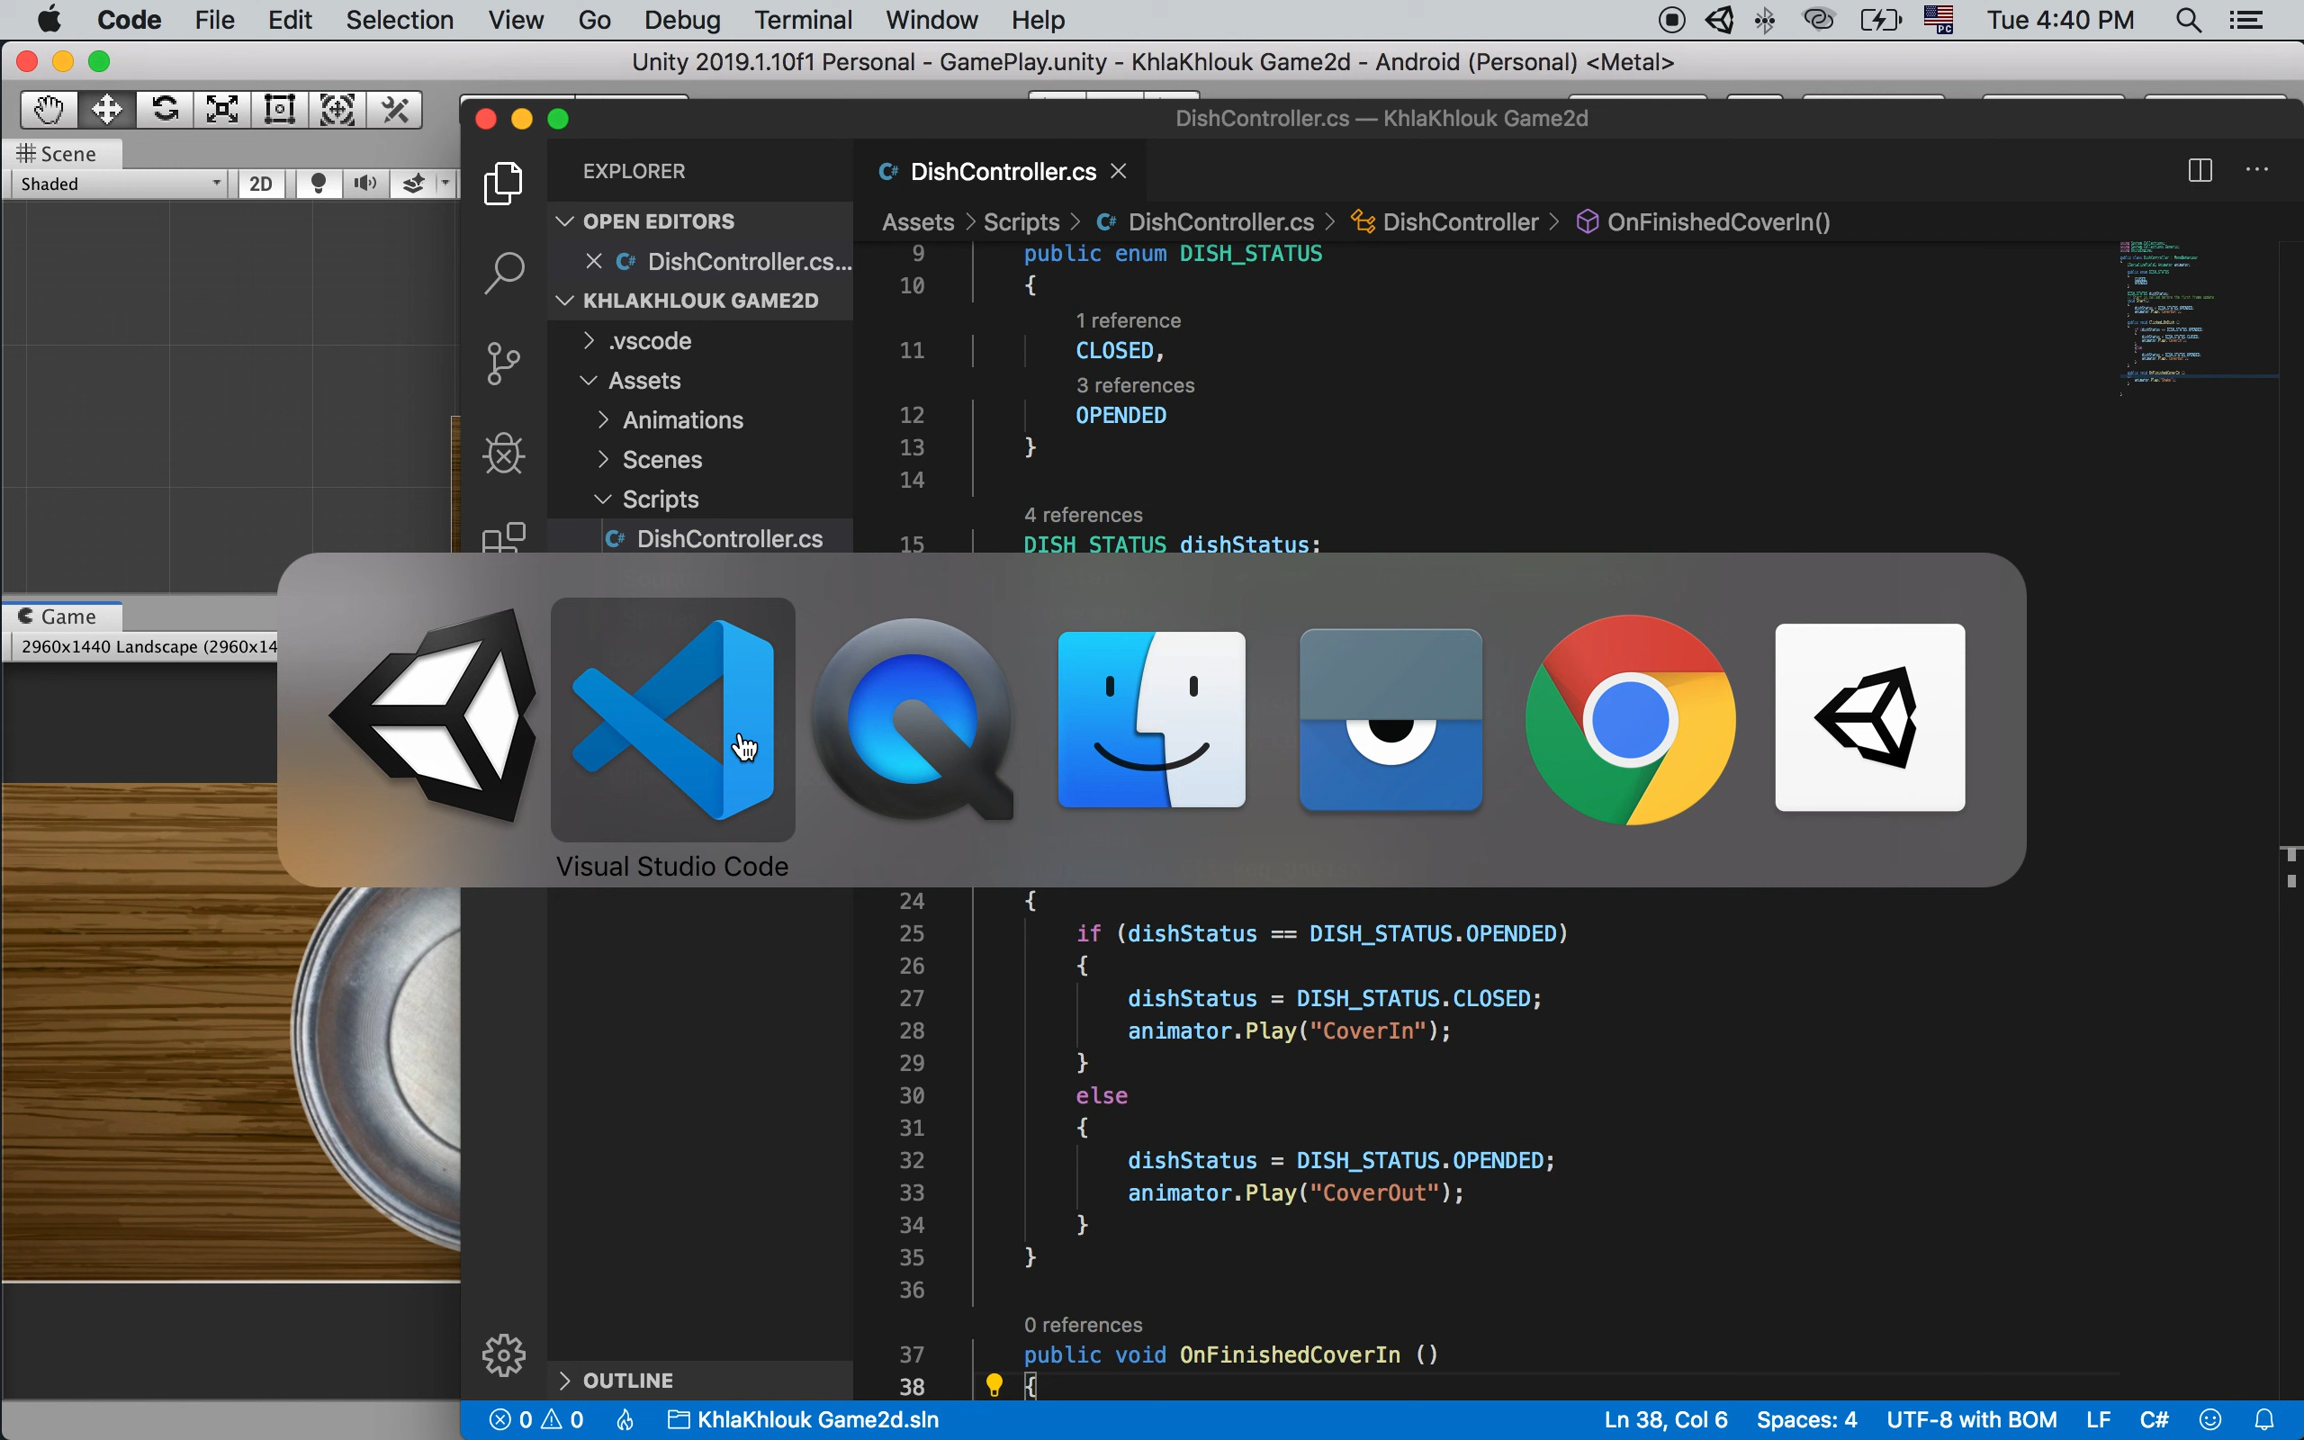 Code File Edit Selection View Go Debug Terminal Window Help Tue 4:40 PM
Unity 2019.1.10f1 Personal - GamePlay.unity - KhlaKhlouk Game2d - Android (Personal) <Metal>
DishController.cs — KhlaKhlouk Game2d
Scene
Shaded 2D
EXPLORER
OPEN EDITORS
DishController.cs...
KHLAKHLOUK GAME2D
.vscode
Assets
Animations
Scenes
Scripts
DishController.cs
DishController.cs
Assets > Scripts > DishController.cs > DishController > OnFinishedCoverIn()
9 public enum DISH_STATUS
10 {
1 reference
11 CLOSED,
3 references
12 OPENDED
13 }
14
4 references
15 DISH_STATUS dishStatus;
Game
2960x1440 Landscape (2960x14
Visual Studio Code
24 {
25 if (dishStatus == DISH_STATUS.OPENDED)
26 {
27 dishStatus = DISH_STATUS.CLOSED;
28 animator.Play("CoverIn");
29 }
30 else
31 {
32 dishStatus = DISH_STATUS.OPENDED;
33 animator.Play("CoverOut");
34 }
35 }
36
0 references
37 public void OnFinishedCoverIn ()
38 {
OUTLINE
0 0 KhlaKhlouk Game2d.sln Ln 38, Col 6 Spaces: 4 UTF-8 with BOM LF C#